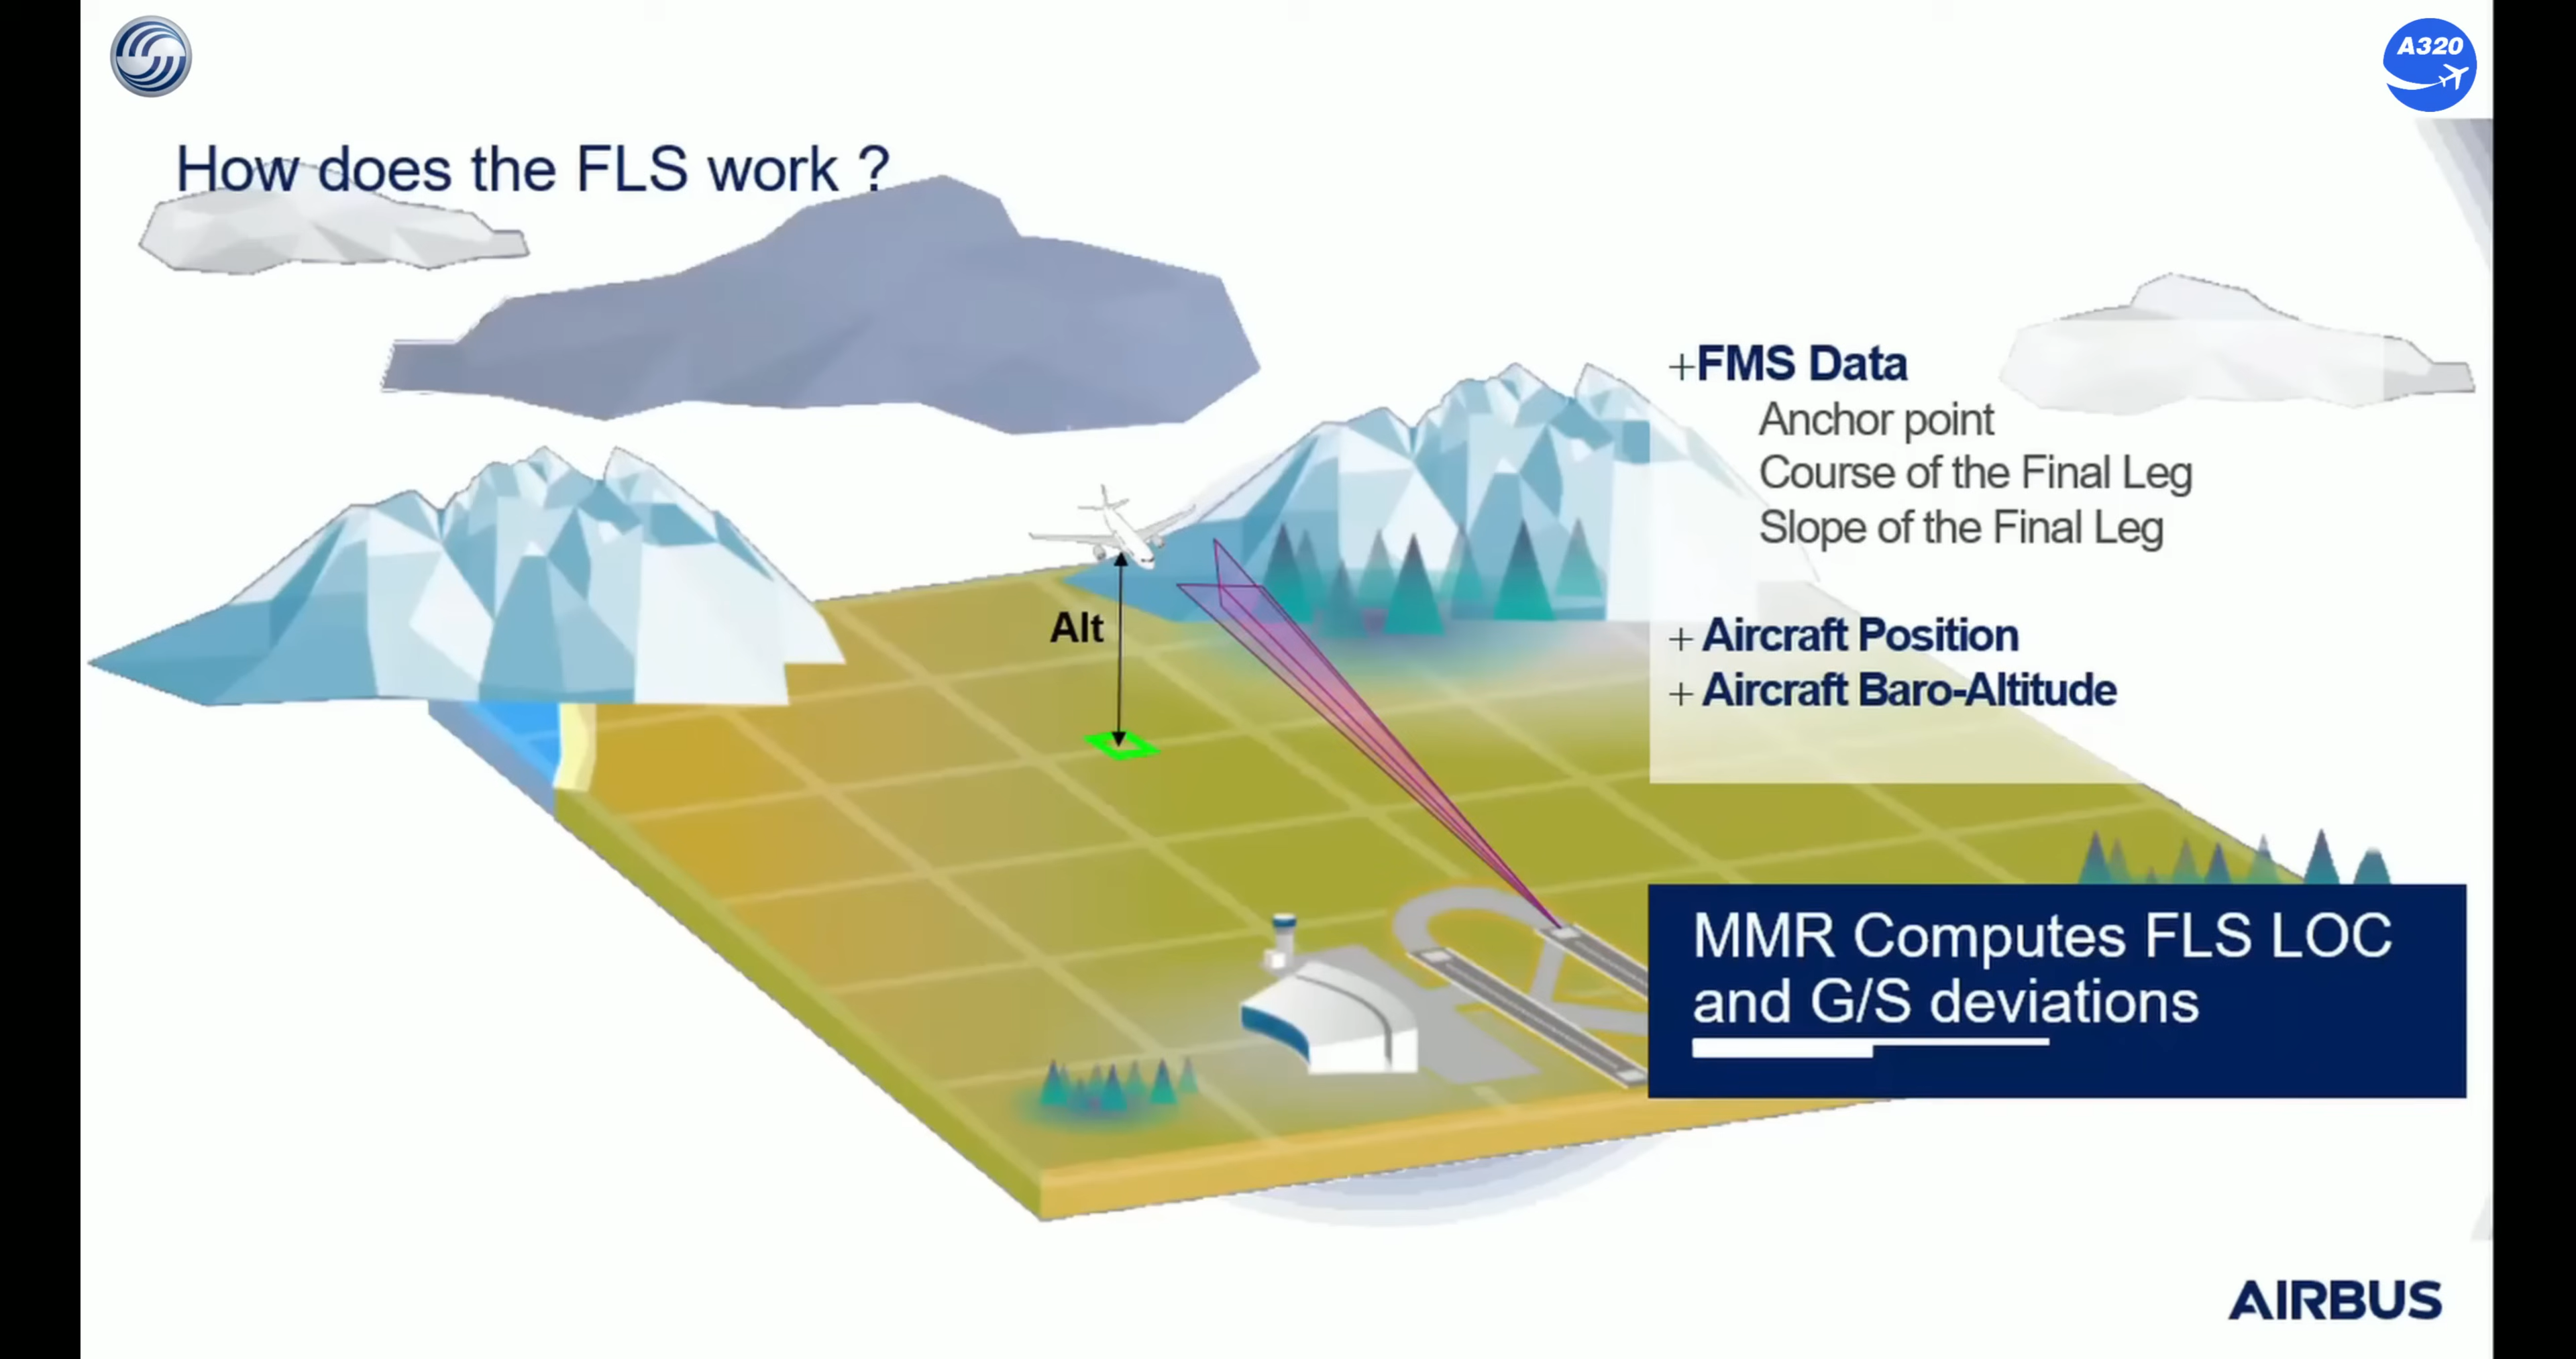 A320
How does the FLS work ?
+FMS Data
Anchor point
Course of the Final Leg
Slope of the Final Leg
Alt
+ Aircraft Position
+ Aircraft Baro-Altitude
MMR Computes FLS LOC
and G/S deviations
AIRBUS